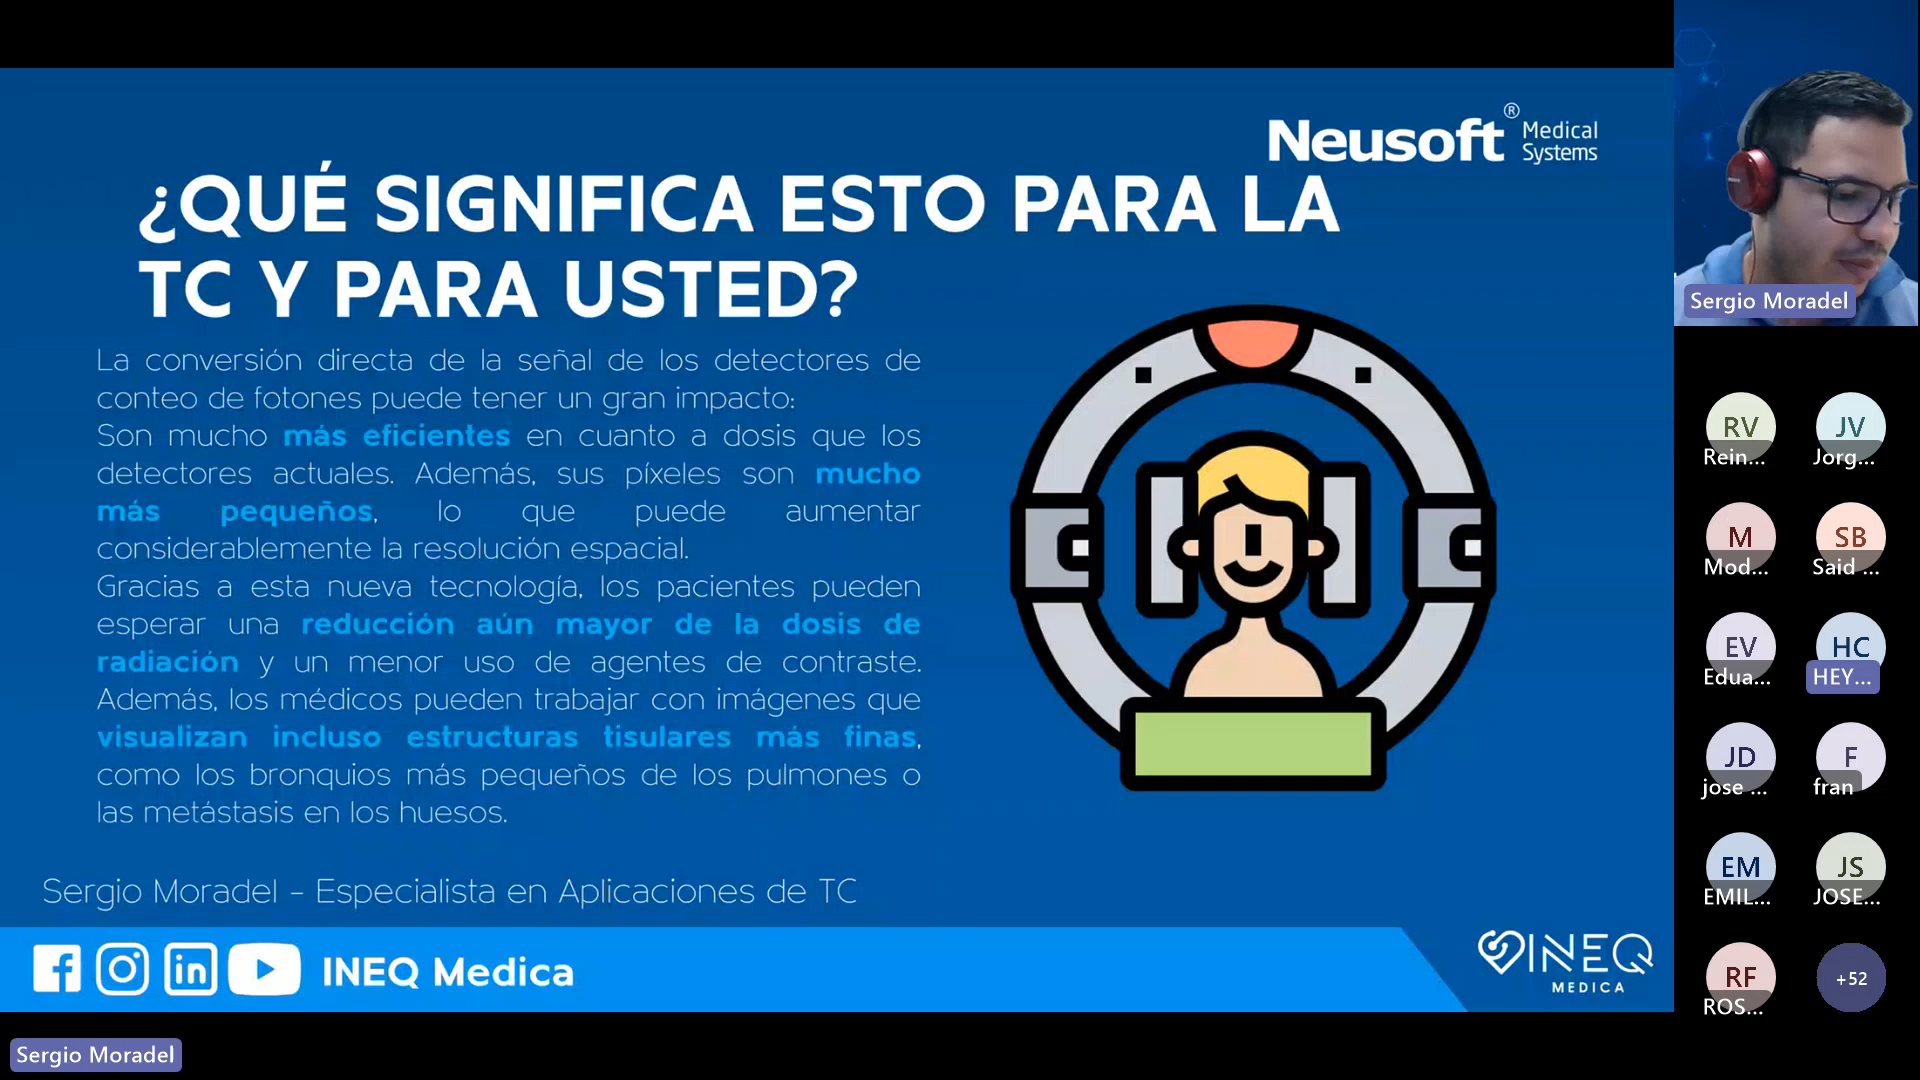 Neusoft® Medical
Systems
¿QUÉ SIGNIFICA ESTO PARA LA
TC Y PARA USTED?
La conversión directa de la señal de los detectores de
conteo de fotones puede tener un gran impacto:
Son mucho más eficientes en cuanto a dosis que los
detectores actuales. Además, sus píxeles son mucho
más pequeños, lo que puede aumentar
considerablemente la resolución espacial.
Gracias a esta nueva tecnología, los pacientes pueden
esperar una reducción aún mayor de la dosis de
radiación y un menor uso de agentes de contraste.
Además, los médicos pueden trabajar con imágenes que
visualizan incluso estructuras tisulares más finas,
como los bronquios más pequeños de los pulmones o
las metástasis en los huesos.
Sergio Moradel - Especialista en Aplicaciones de TC
in
INEQ Medica
INEQ
MEDICA
Sergio Moradel
Sergio Moradel
RV
Rein...
JV
Jorg...
M
Mod...
SB
Said ...
EV
Edua...
HC
HEY...
JD
jose ...
F
fran
EM
EMIL...
JS
JOSE...
RF
ROS...
+52